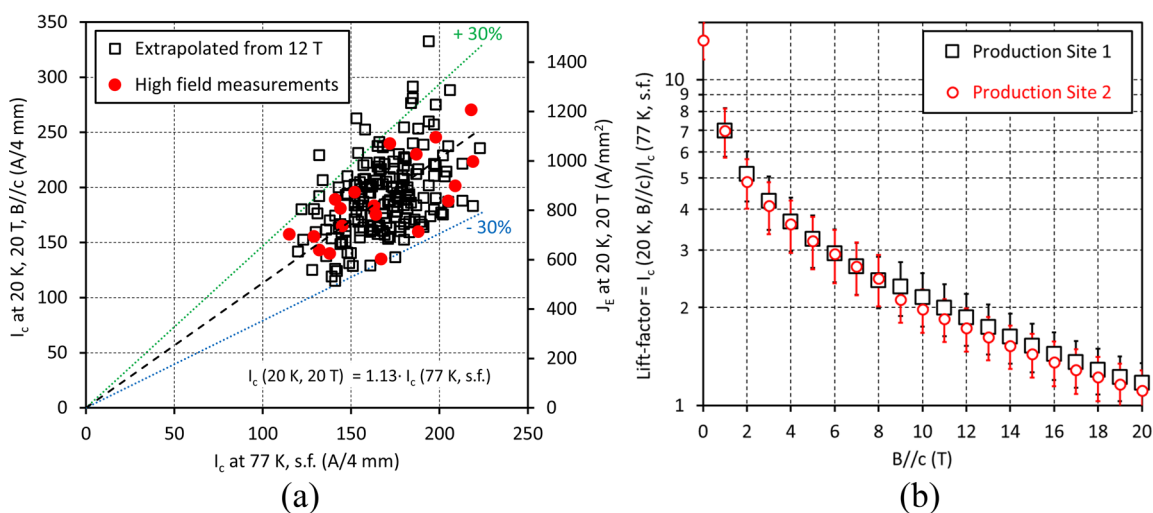 350
300
250
200
150
100
50
0
I_c at 20 K, 20 T, B//c (A/4 mm)
Extrapolated from 12 T
High field measurements
+ 30%
- 30%
I_c (20 K, 20 T) = 1.13· I_c (77 K, s.f.)
1400
1200
1000
800
600
400
200
0
J_E at 20 K, 20 T (A/mm²)
0 50 100 150 200 250
I_c at 77 K, s.f. (A/4 mm)
(a)
Lift-factor = I_c (20 K, B//c)/I_c (77 K, s.f.)
10
9
8
7
6
5
4
3
2
1
Production Site 1
Production Site 2
0 2 4 6 8 10 12 14 16 18 20
B//c (T)
(b)